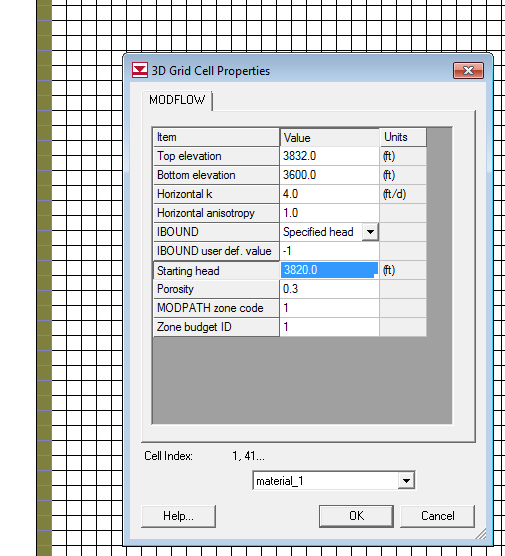 3D Grid Cell Properties
MODFLOW
Item Value Units
Top elevation 3832.0 (ft)
Bottom elevation 3600.0 (ft)
Horizontal k 4.0 (ft/d)
Horizontal anisotropy 1.0
IBOUND Specified head
IBOUND user def. value -1
Starting head 3820.0 (ft)
Porosity 0.3
MODPATH zone code 1
Zone budget ID 1
Cell Index: 1, 41...
material_1
Help... OK Cancel